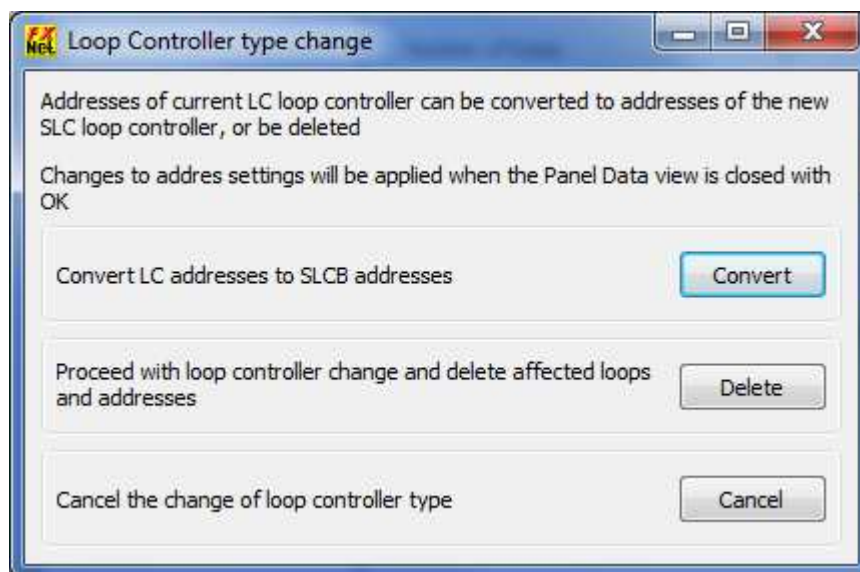 FX
Net Loop Controller type change
Addresses of current LC loop controller can be converted to addresses of the new
SLC loop controller, or be deleted
Changes to addres settings will be applied when the Panel Data view is closed with
OK
Convert LC addresses to SLCB addresses
Convert
Proceed with loop controller change and delete affected loops
and addresses
Delete
Cancel the change of loop controller type
Cancel